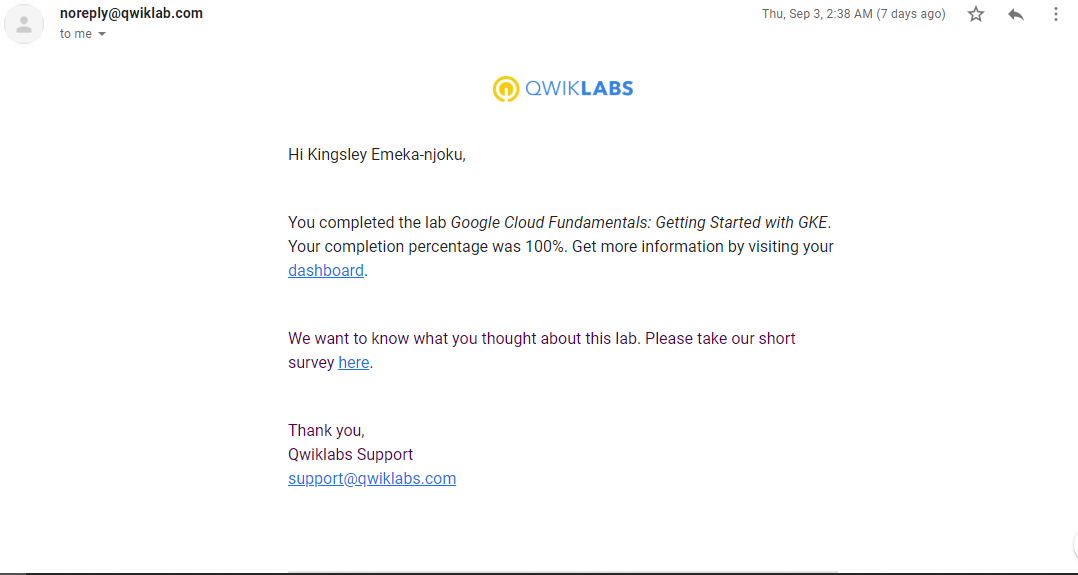 noreply@qwiklab.com
Thu, Sep 3, 2:38 AM (7 days ago)
to me
QWIKLABS
Hi Kingsley Emeka-njoku,
You completed the lab Google Cloud Fundamentals: Getting Started with GKE.
Your completion percentage was 100%. Get more information by visiting your
dashboard.
We want to know what you thought about this lab. Please take our short
survey here.
Thank you,
Qwiklabs Support
support@qwiklabs.com